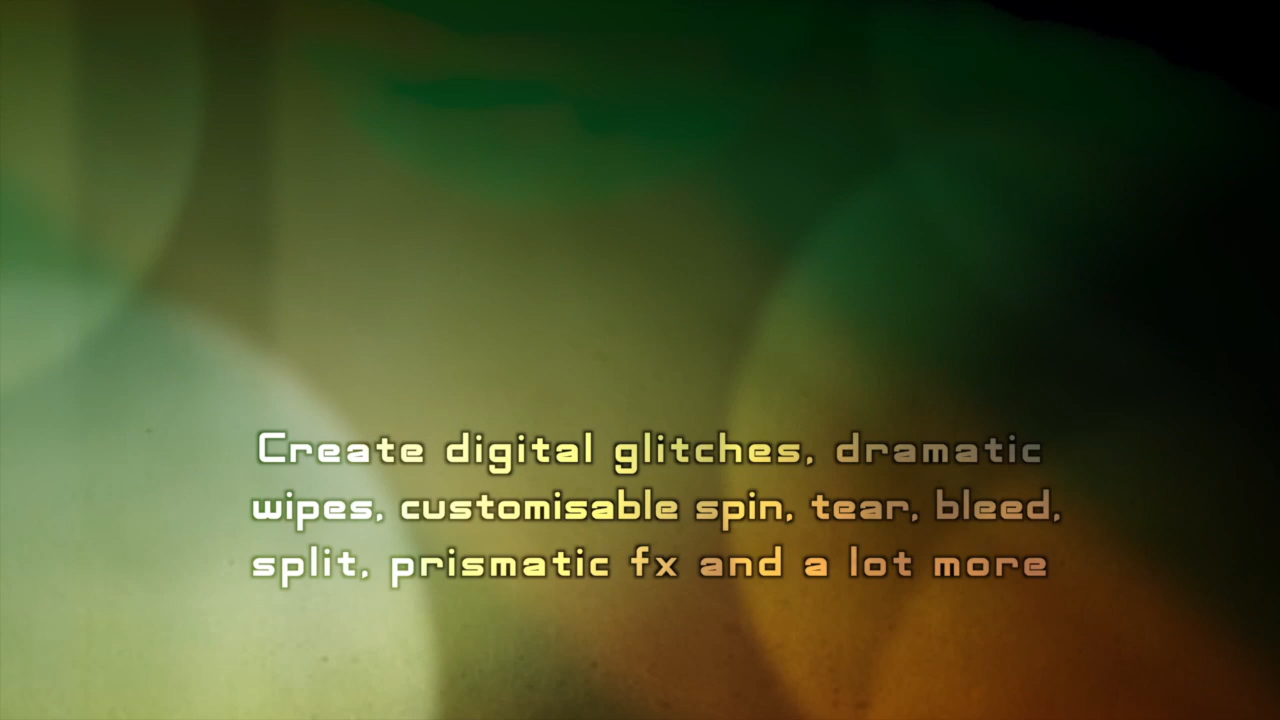 Create digital glitches, dramatic
wipes, customisable spin, tear, bleed,
split, prismatic fx and a lot more